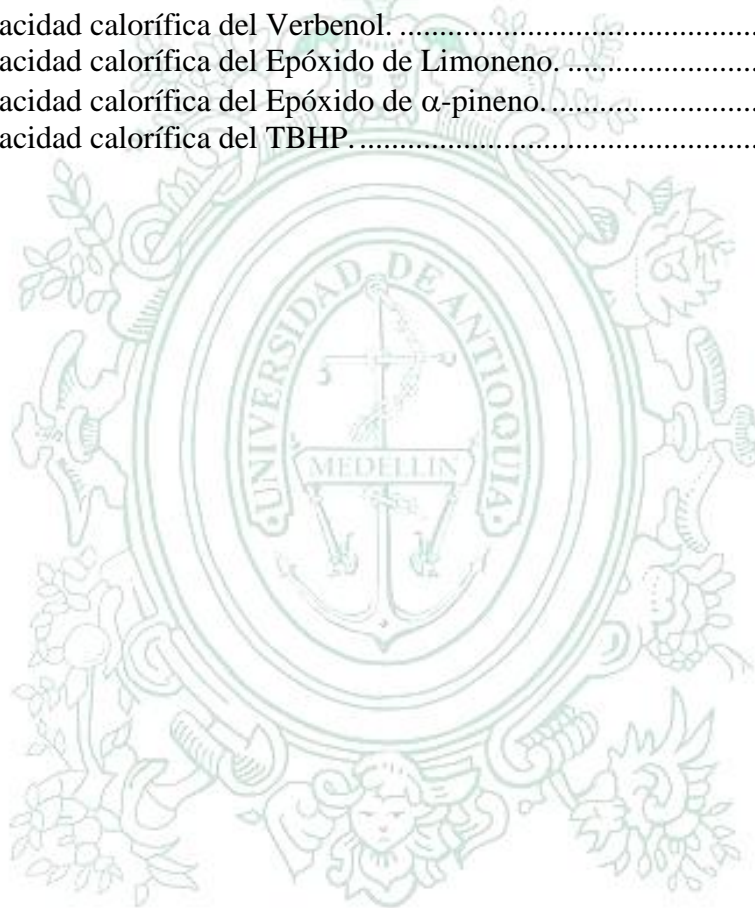 acidad calorífica del Verbenol. ....................................................
acidad calorífica del Epóxido de Limoneno. ............................
acidad calorífica del Epóxido de α-pineno. ..............................
acidad calorífica del TBHP. ..........................................................
UNIVERSIDAD DE ANTIOQUIA
MEDELLIN